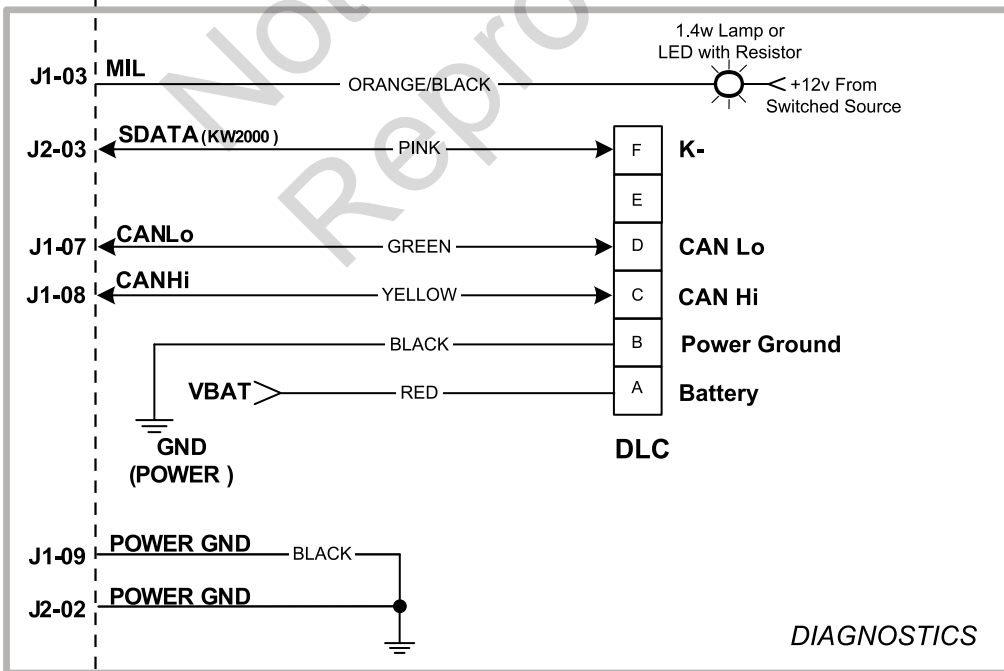 Not
Repro
1.4w Lamp or
LED with Resistor
J1-03 MIL
ORANGE/BLACK
+12v From
Switched Source
J2-03 SDATA (KW2000 )
PINK
F K-
E
J1-07 CANLo
GREEN
D CAN Lo
J1-08 CANHi
YELLOW
C CAN Hi
BLACK
B Power Ground
VBAT
RED
A Battery
DLC
GND
(POWER )
J1-09 POWER GND
BLACK
J2-02 POWER GND
DIAGNOSTICS